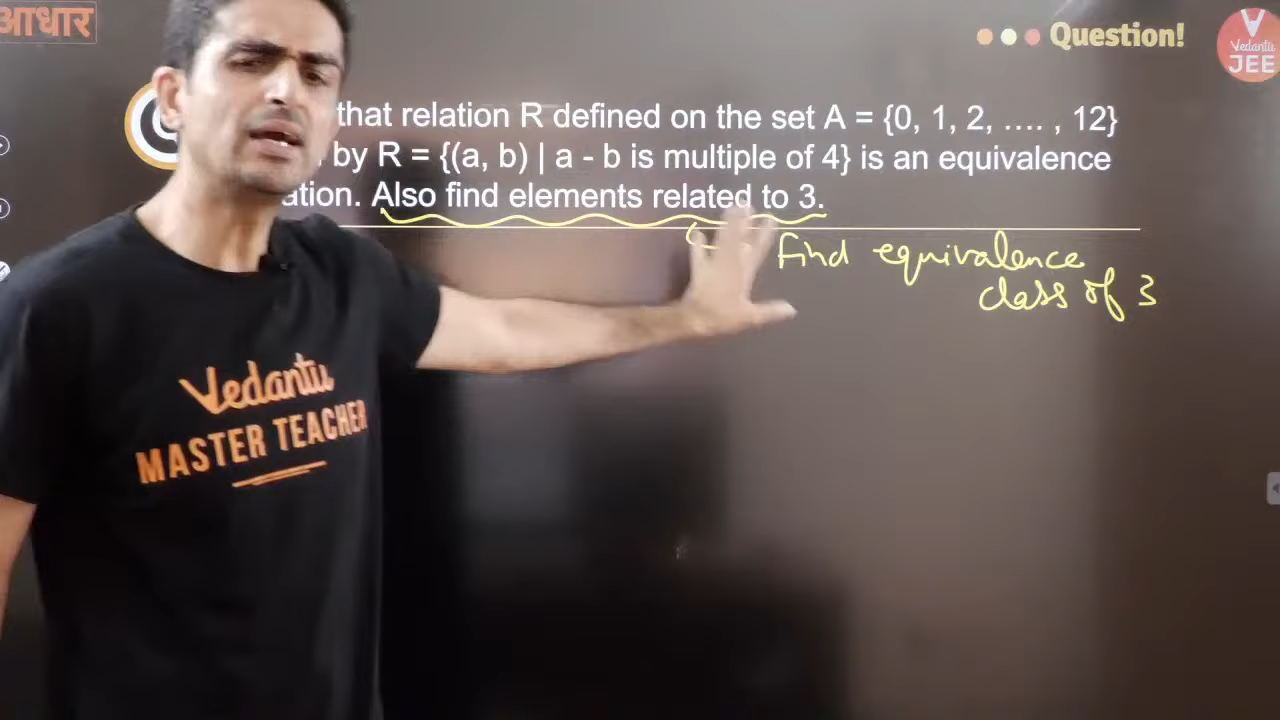 आधार
Question!
Vedantu
JEE
that relation R defined on the set A = {0, 1, 2, .... , 12}
by R = {(a, b) | a - b is multiple of 4} is an equivalence
ation. Also find elements related to 3.
find equivalence
class of 3
Vedantu
MASTER TEACHER